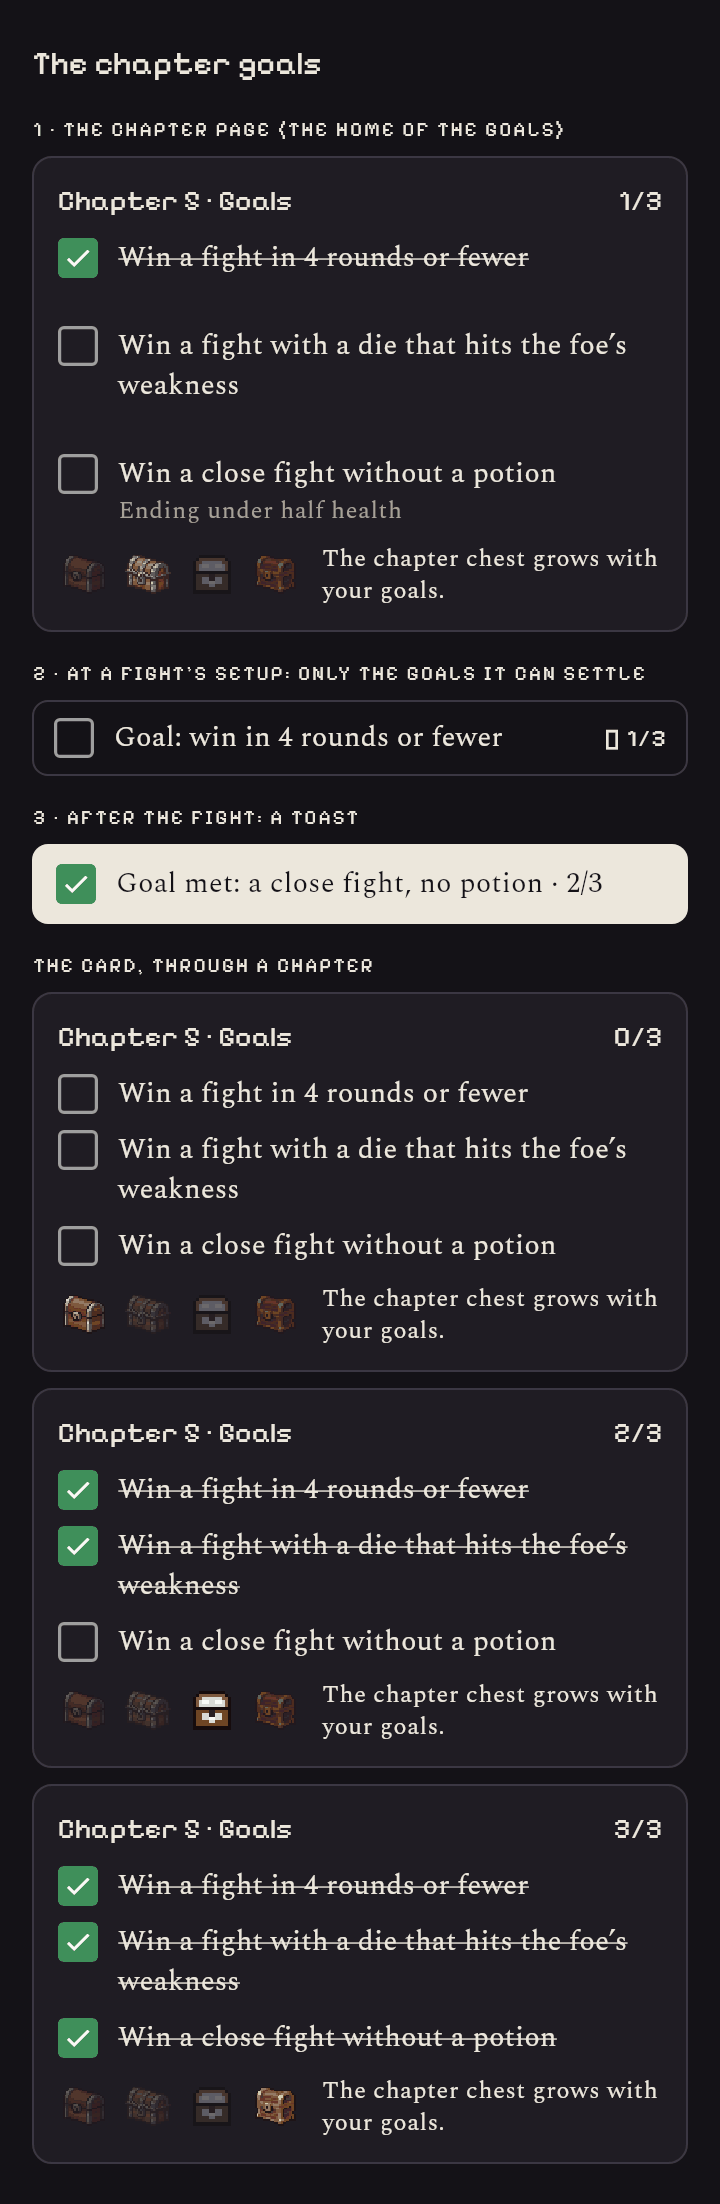 The chapter goals
1 · THE CHAPTER PAGE (THE HOME OF THE GOALS)
Chapter 8 · Goals 1/3
Win a fight in 4 rounds or fewer
Win a fight with a die that hits the foe’s
weakness
Win a close fight without a potion
Ending under half health
The chapter chest grows with
your goals.
2 · AT A FIGHT'S SETUP: ONLY THE GOALS IT CAN SETTLE
Goal: win in 4 rounds or fewer ▯ 1/3
3 · AFTER THE FIGHT: A TOAST
Goal met: a close fight, no potion · 2/3
THE CARD, THROUGH A CHAPTER
Chapter 8 · Goals 0/3
Win a fight in 4 rounds or fewer
Win a fight with a die that hits the foe’s
weakness
Win a close fight without a potion
The chapter chest grows with
your goals.
Chapter 8 · Goals 2/3
Win a fight in 4 rounds or fewer
Win a fight with a die that hits the foe’s
weakness
Win a close fight without a potion
The chapter chest grows with
your goals.
Chapter 8 · Goals 3/3
Win a fight in 4 rounds or fewer
Win a fight with a die that hits the foe’s
weakness
Win a close fight without a potion
The chapter chest grows with
your goals.